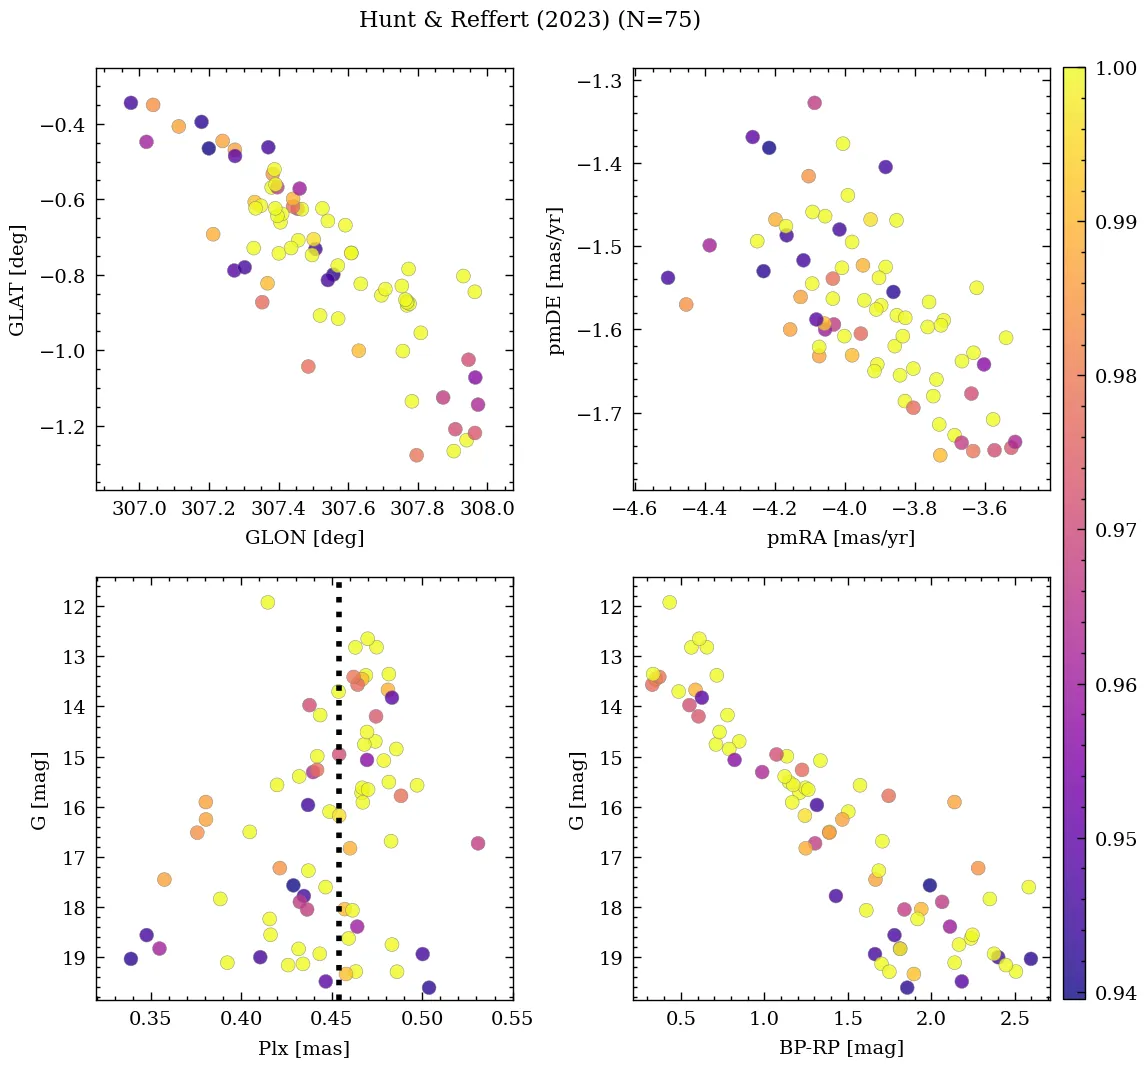 Hunt & Reffert (2023) (N=75)
−0.4
−0.6
−0.8
−1.0
−1.2
GLAT [deg]
307.0 307.2 307.4 307.6 307.8 308.0
GLON [deg]
−1.3
−1.4
−1.5
−1.6
−1.7
pmDE [mas/yr]
−4.6 −4.4 −4.2 −4.0 −3.8 −3.6
pmRA [mas/yr]
12
13
14
15
16
17
18
19
G [mag]
0.35 0.40 0.45 0.50 0.55
Plx [mas]
12
13
14
15
16
17
18
19
G [mag]
0.5 1.0 1.5 2.0 2.5
BP-RP [mag]
1.00
0.99
0.98
0.97
0.96
0.95
0.94